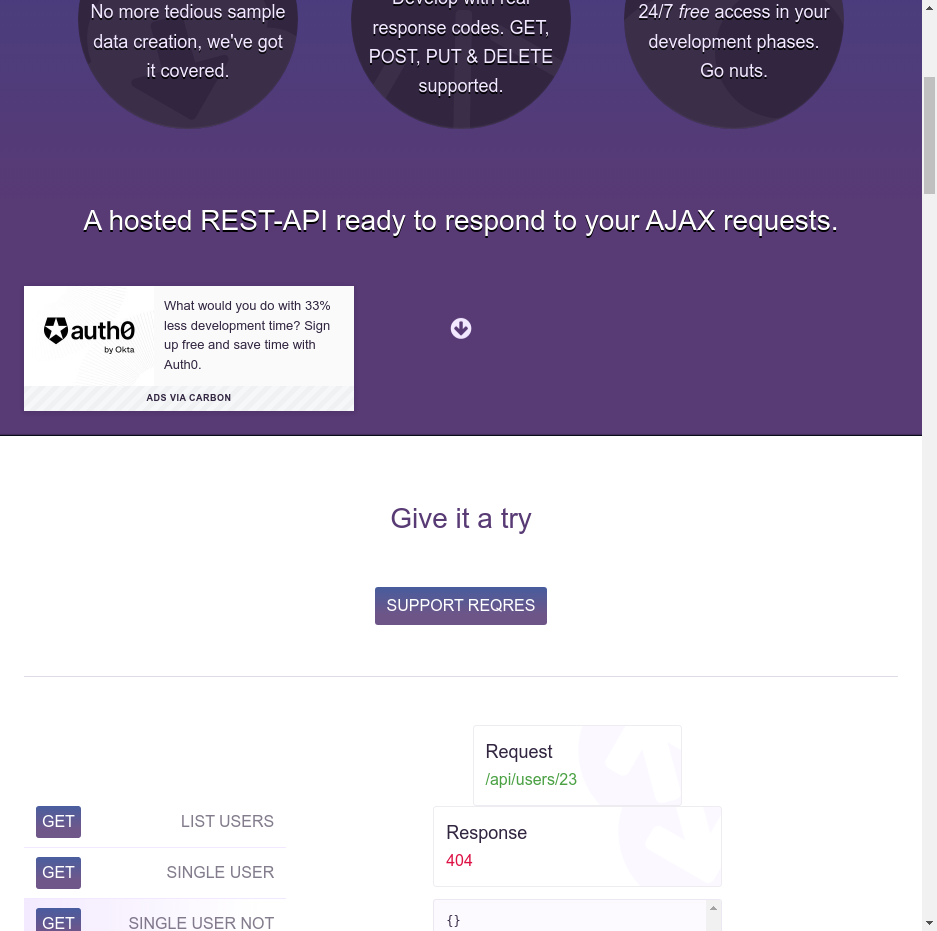 No more tedious sample
data creation, we've got
it covered.
Develop with real
response codes. GET,
POST, PUT & DELETE
supported.
24/7 free access in your
development phases.
Go nuts.
A hosted REST-API ready to respond to your AJAX requests.
auth0
by Okta
What would you do with 33%
less development time? Sign
up free and save time with
Auth0.
ADS VIA CARBON
Give it a try
SUPPORT REQRES
Request
/api/users/23
GET LIST USERS
Response
404
GET SINGLE USER
GET SINGLE USER NOT
{}